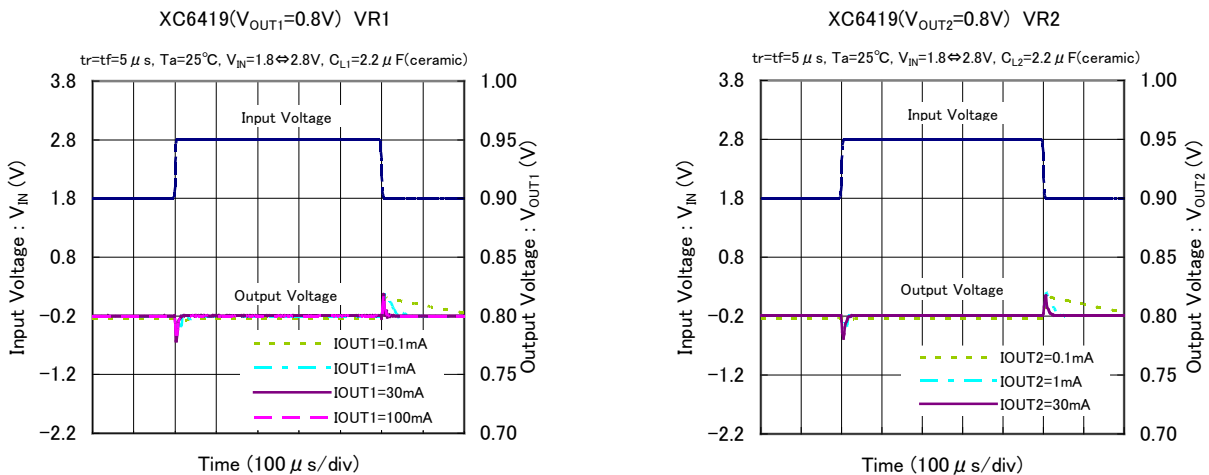 XC6419(VOUT1=0.8V) VR1
tr=tf=5μs, Ta=25℃, VIN=1.8⇔2.8V, CL1=2.2μF(ceramic)
Input Voltage : VIN (V)
3.8
2.8
1.8
0.8
-0.2
-1.2
-2.2
Input Voltage
Output Voltage
IOUT1=0.1mA
IOUT1=1mA
IOUT1=30mA
IOUT1=100mA
1.00
0.95
0.90
0.85
0.80
0.75
0.70
Output Voltage : VOUT1 (V)
Time (100μs/div)
XC6419(VOUT2=0.8V) VR2
tr=tf=5μs, Ta=25℃, VIN=1.8⇔2.8V, CL2=2.2μF(ceramic)
Input Voltage : VIN (V)
3.8
2.8
1.8
0.8
-0.2
-1.2
-2.2
Input Voltage
Output Voltage
IOUT2=0.1mA
IOUT2=1mA
IOUT2=30mA
1.00
0.95
0.90
0.85
0.80
0.75
0.70
Output Voltage : VOUT2 (V)
Time (100μs/div)